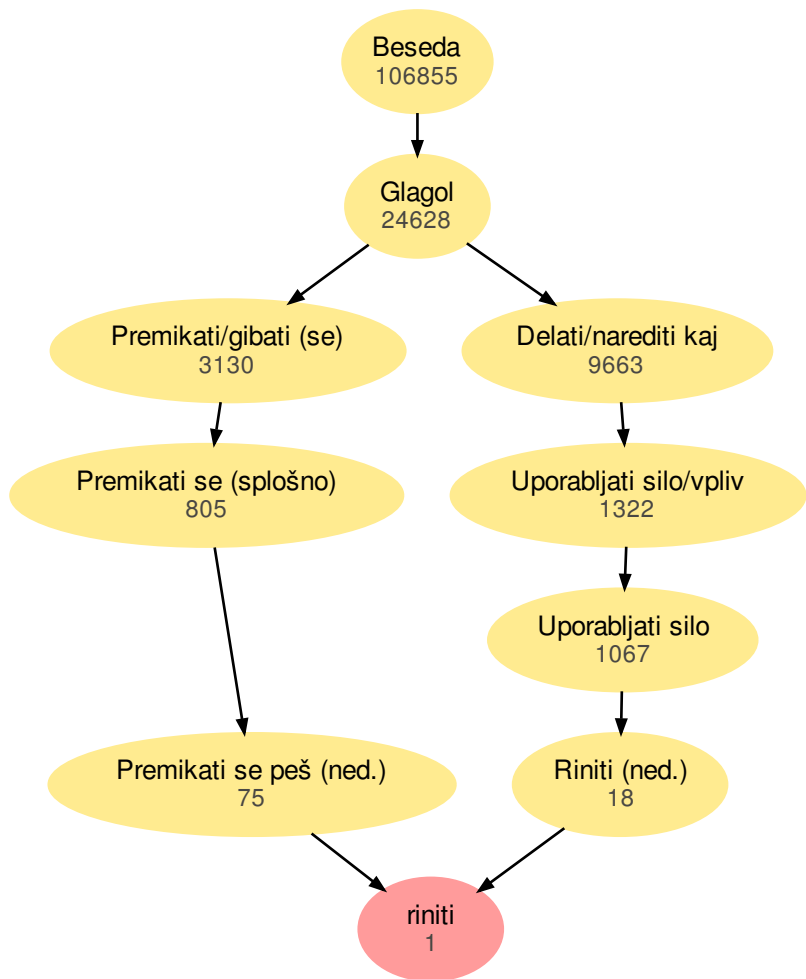 Beseda
106855
Glagol
24628
Premikati/gibati (se)
3130
Delati/narediti kaj
9663
Premikati se (splošno)
805
Uporabljati silo/vpliv
1322
Uporabljati silo
1067
Premikati se peš (ned.)
75
Riniti (ned.)
18
riniti
1